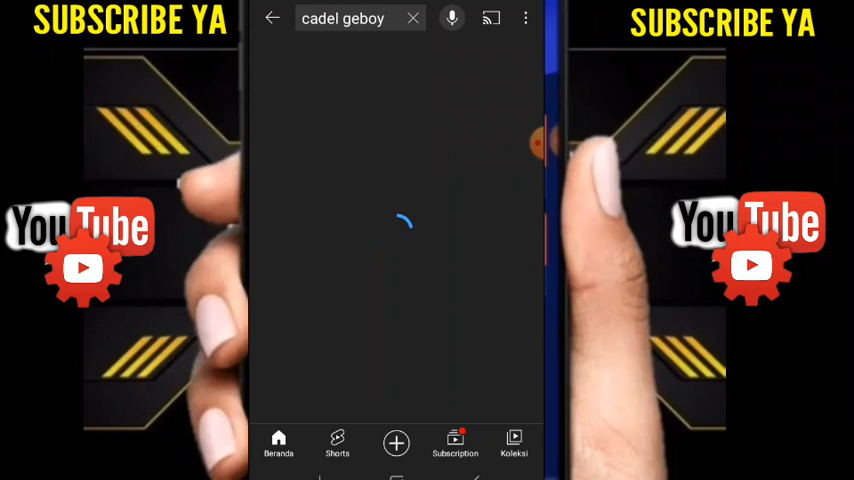 SUBSCRIBE YA
SUBSCRIBE YA
cadel geboy
YouTube
YouTube
Beranda
Shorts
Subscription
Koleksi